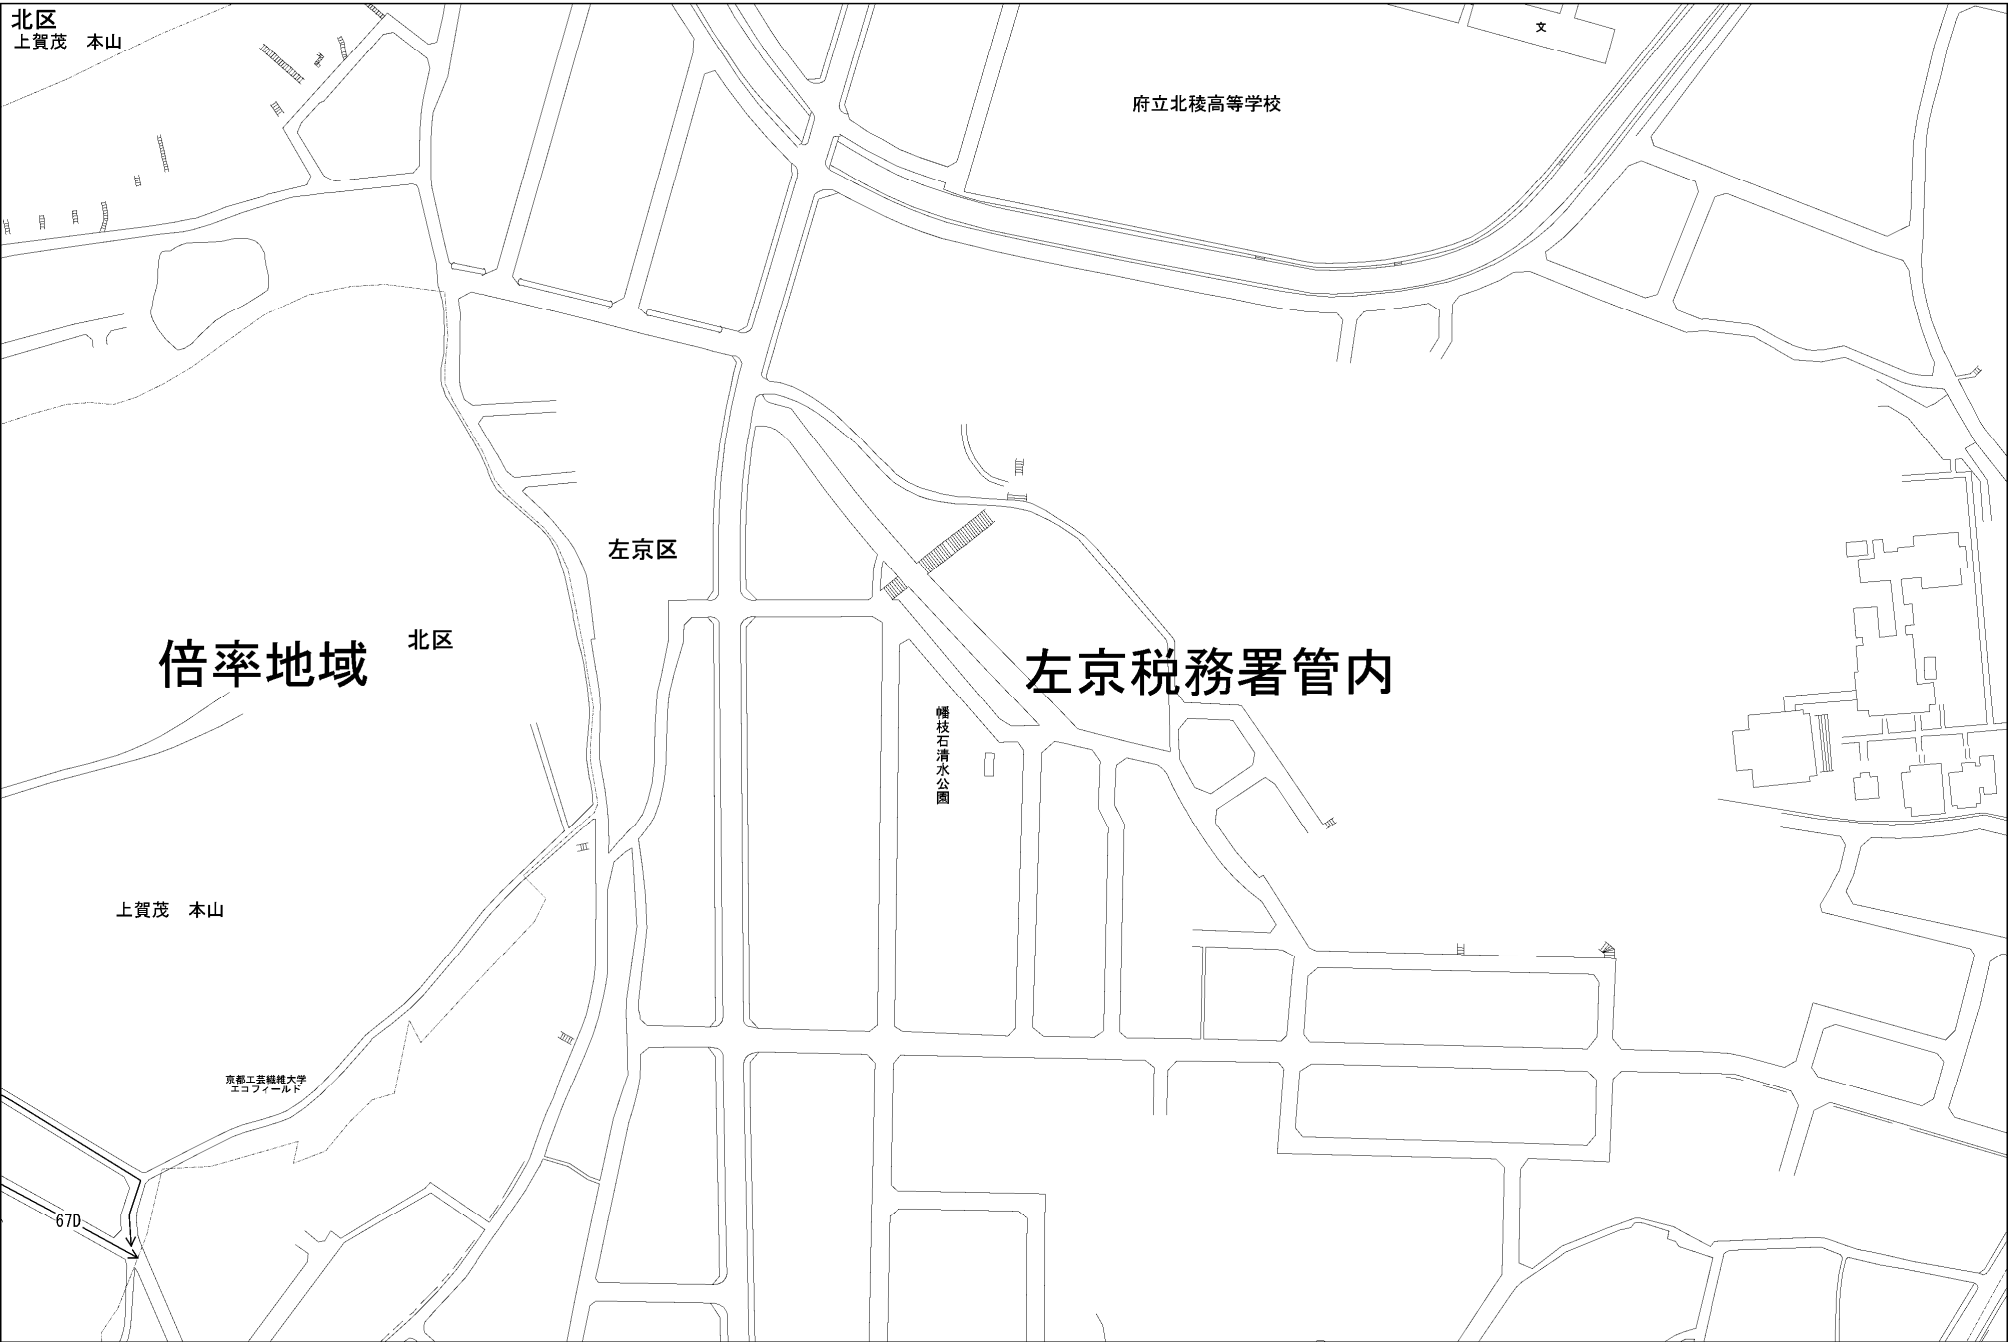 北区
上賀茂　本山
文
府立北稜高等学校
左京区
北区
倍率地域
左京税務署管内
幡枝石清水公園
上賀茂　本山
京都工芸繊維大学
エコフィールド
67D